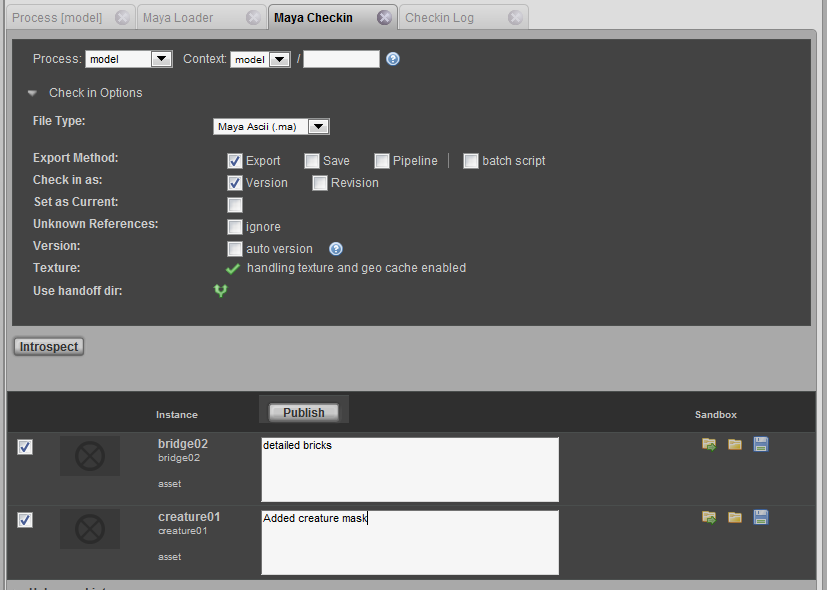 Process [model] Maya Loader Maya Checkin Checkin Log
Process: model Context: model /
Check in Options
File Type: Maya Ascii (.ma)
Export Method: Export Save Pipeline batch script
Check in as: Version Revision
Set as Current:
Unknown References: ignore
Version: auto version
Texture: handling texture and geo cache enabled
Use handoff dir:
Introspect
Instance Publish Sandbox
bridge02 detailed bricks
bridge02
asset
creature01 Added creature mask
creature01
asset